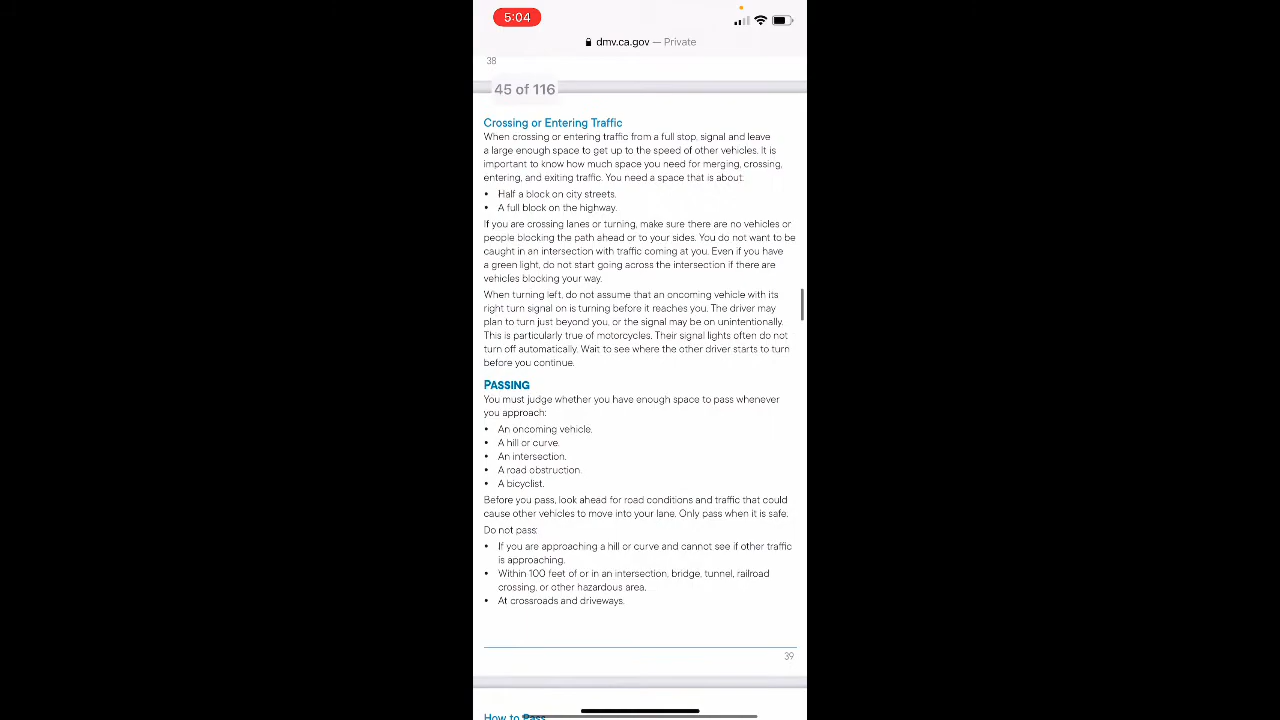 5:04
dmv.ca.gov — Private
38
45 of 116
Crossing or Entering Traffic
When crossing or entering traffic from a full stop, signal and leave
a large enough space to get up to the speed of other vehicles. It is
important to know how much space you need for merging, crossing,
entering, and exiting traffic. You need a space that is about:
• Half a block on city streets.
• A full block on the highway.
If you are crossing lanes or turning, make sure there are no vehicles or
people blocking the path ahead or to your sides. You do not want to be
caught in an intersection with traffic coming at you. Even if you have
a green light, do not start going across the intersection if there are
vehicles blocking your way.
When turning left, do not assume that an oncoming vehicle with its
right turn signal on is turning before it reaches you. The driver may
plan to turn just beyond you, or the signal may be on unintentionally.
This is particularly true of motorcycles. Their signal lights often do not
turn off automatically. Wait to see where the other driver starts to turn
before you continue.
PASSING
You must judge whether you have enough space to pass whenever
you approach:
• An oncoming vehicle.
• A hill or curve.
• An intersection.
• A road obstruction.
• A bicyclist.
Before you pass, look ahead for road conditions and traffic that could
cause other vehicles to move into your lane. Only pass when it is safe.
Do not pass:
• If you are approaching a hill or curve and cannot see if other traffic
is approaching.
• Within 100 feet of or in an intersection, bridge, tunnel, railroad
crossing, or other hazardous area.
• At crossroads and driveways.
39
How to Pass